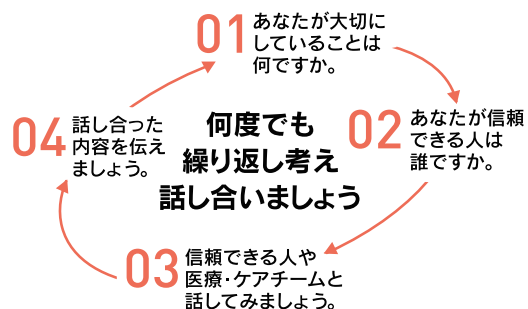 01
あなたが大切に
していることは
何ですか。
02
あなたが信頼
できる人は
誰ですか。
03
信頼できる人や
医療・ケアチームと
話してみましょう。
04
話し合った
内容を伝え
ましょう。
何度でも
繰り返し考え
話し合いましょう